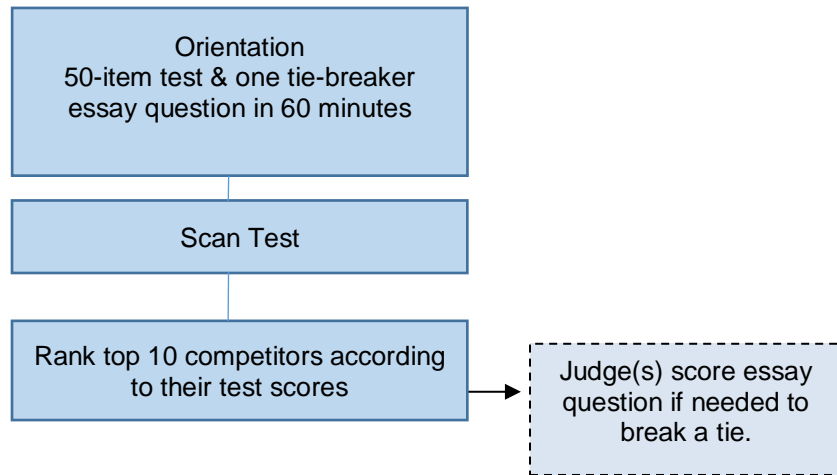 Orientation
50-item test & one tie-breaker
essay question in 60 minutes
Scan Test
Rank top 10 competitors according
to their test scores
Judge(s) score essay
question if needed to
break a tie.